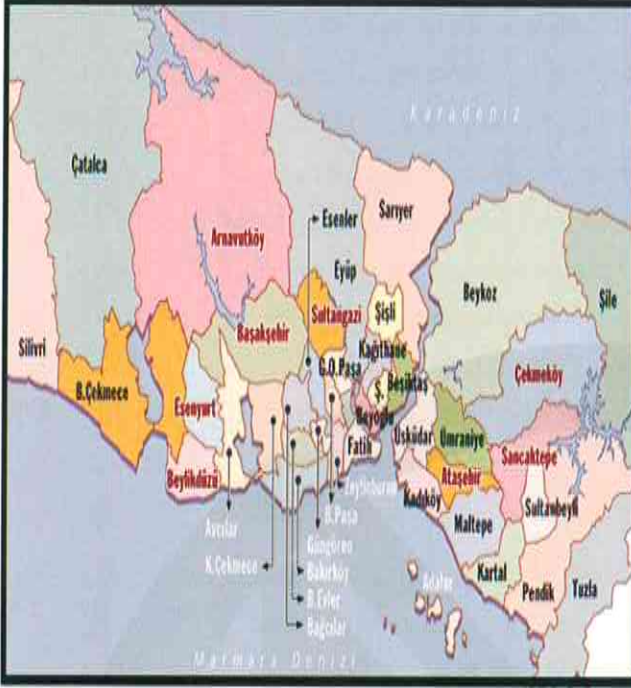 Karadeniz
Çatalca
Esenler
Sarıyer
Arnavutköy
Eyüp
Beykoz
Şile
Sultangazi
Şişli
Başakşehir
Silivri
Kağıthane
G.O.Paşa
Çekmeköy
B.Çekmece
Ş.
Beşiktaş
Esenyurt
Beyoğlu
Üsküdar
Ümraniye
Fatih
Sancaktepe
Ataşehir
Beylikdüzü
Zeytinburnu
Kadıköy
Sultanbeyli
B.Paşa
Maltepe
Avcılar
Güngören
K.Çekmece
Bakırköy
Kartal
Adalar
Pendik
Tuzla
B.Evler
Bağcılar
Marmara Denizi